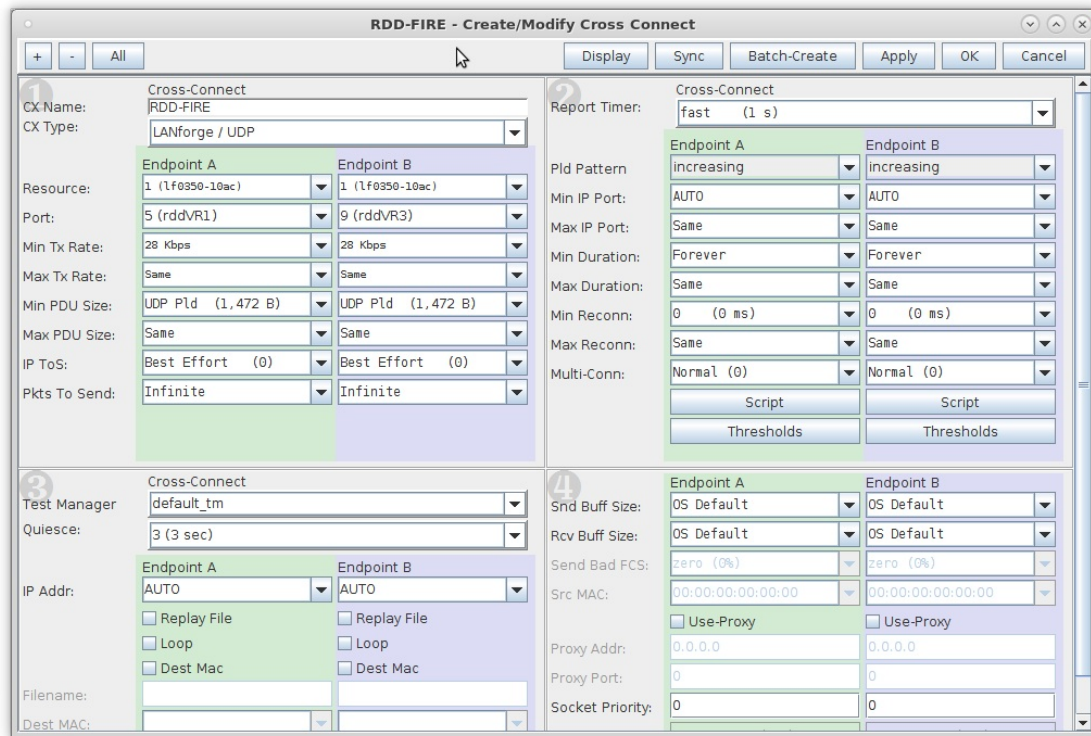 RDD-FIRE - Create/Modify Cross Connect
+ - All Display Sync Batch-Create Apply OK Cancel
1
Cross-Connect
CX Name: RDD-FIRE
CX Type: LANforge / UDP
Endpoint A Endpoint B
Resource: 1 (lf0350-10ac) 1 (lf0350-10ac)
Port: 5 (rddVR1) 9 (rddVR3)
Min Tx Rate: 28 Kbps 28 Kbps
Max Tx Rate: Same Same
Min PDU Size: UDP Pld (1,472 B) UDP Pld (1,472 B)
Max PDU Size: Same Same
IP ToS: Best Effort (0) Best Effort (0)
Pkts To Send: Infinite Infinite
2
Cross-Connect
Report Timer: fast (1 s)
Endpoint A Endpoint B
Pld Pattern increasing increasing
Min IP Port: AUTO AUTO
Max IP Port: Same Same
Min Duration: Forever Forever
Max Duration: Same Same
Min Reconn: 0 (0 ms) 0 (0 ms)
Max Reconn: Same Same
Multi-Conn: Normal (0) Normal (0)
Script Script
Thresholds Thresholds
3
Cross-Connect
Test Manager default_tm
Quiesce: 3 (3 sec)
Endpoint A Endpoint B
IP Addr: AUTO AUTO
Replay File Replay File
Loop Loop
Dest Mac Dest Mac
Filename:
Dest MAC:
4
Endpoint A Endpoint B
Snd Buff Size: OS Default OS Default
Rcv Buff Size: OS Default OS Default
Send Bad FCS: zero (0%) zero (0%)
Src MAC: 00:00:00:00:00:00 00:00:00:00:00:00
Use-Proxy Use-Proxy
Proxy Addr: 0.0.0.0 0.0.0.0
Proxy Port: 0 0
Socket Priority: 0 0